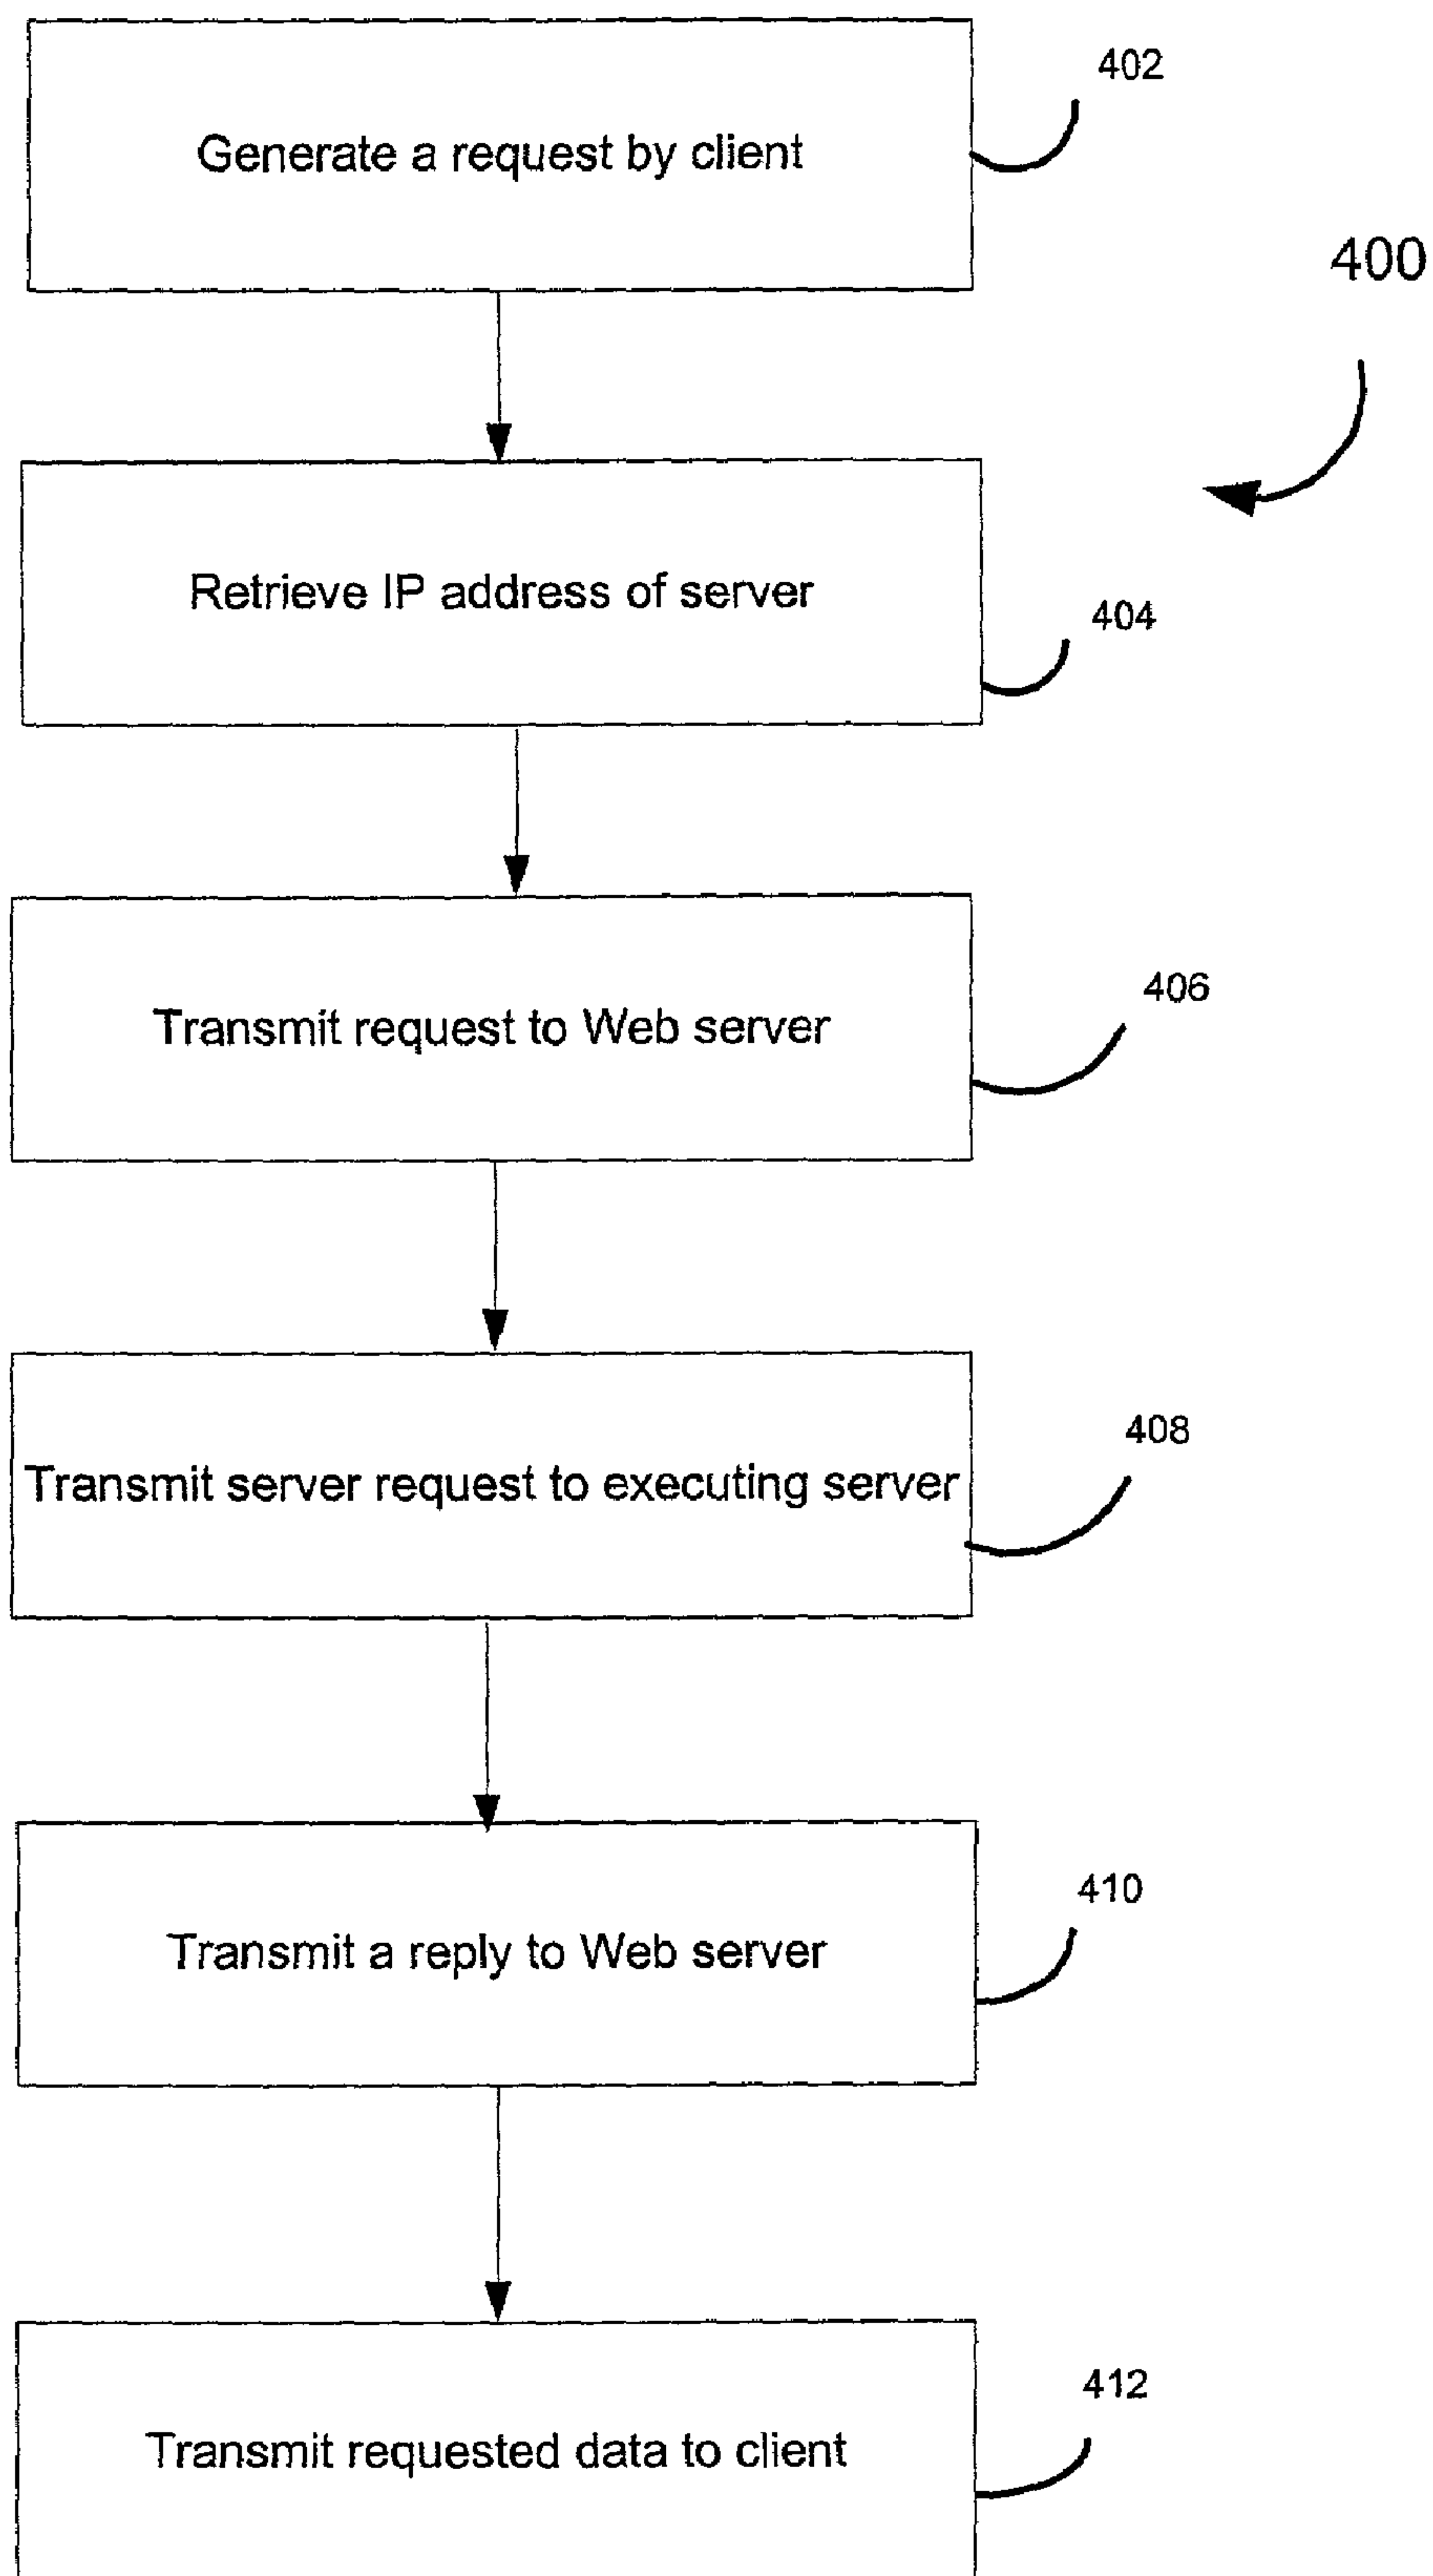 402
Generate a request by client
400
Retrieve IP address of server
404
406
Transmit request to Web server
408
Transmit server request to executing server
410
Transmit a reply to Web server
412
Transmit requested data to client